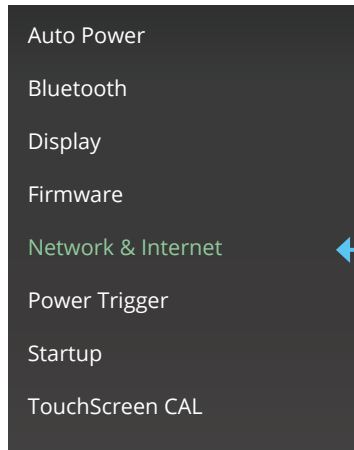 Auto Power
Bluetooth
Display
Firmware
Network & Internet
Power Trigger
Startup
TouchScreen CAL